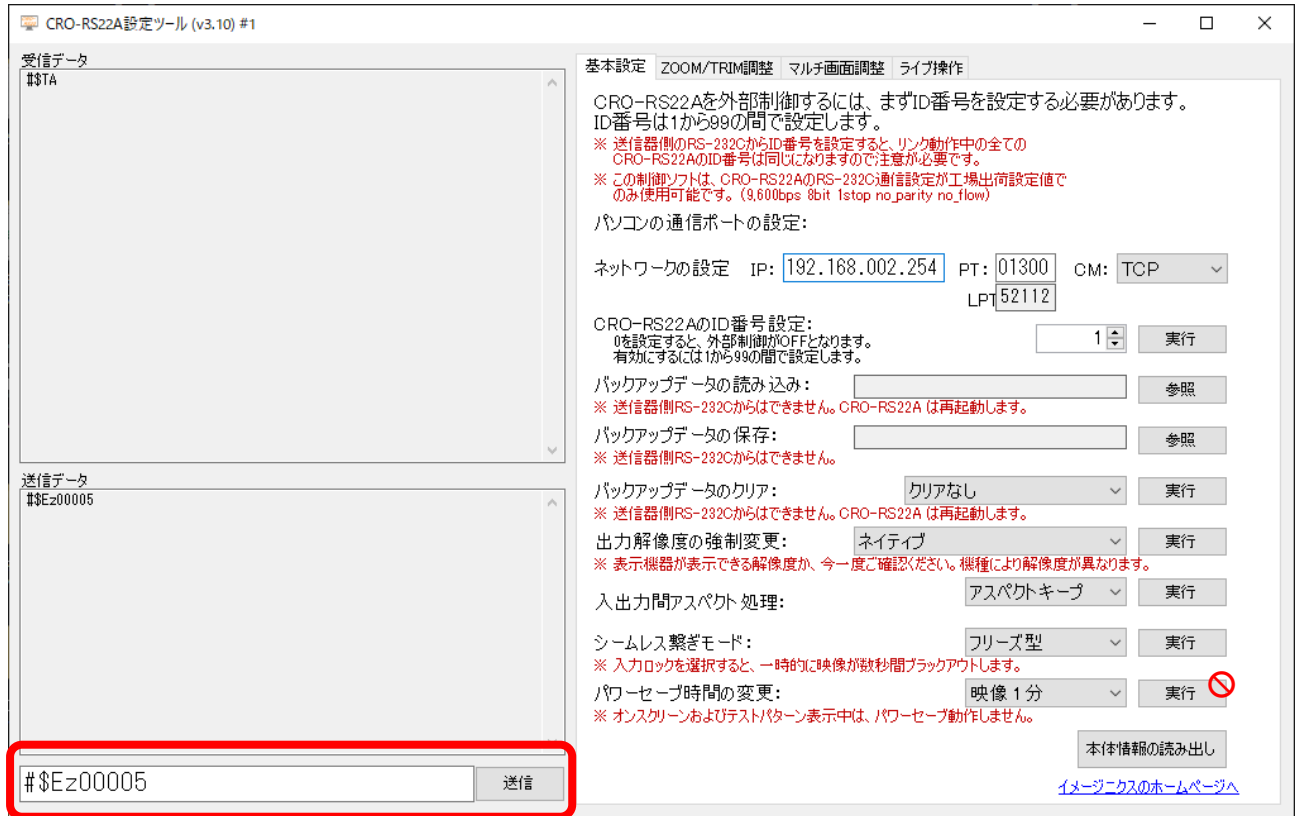 CRO-RS22A設定ツール (v3.10) #1
受信データ
#$TA
送信データ
#$Ez00005
#$Ez00005
送信
基本設定 ZOOM/TRIM調整 マルチ画面調整 ライブ操作
CRO-RS22Aを外部制御するには、まずID番号を設定する必要があります。
ID番号は1から99の間で設定します。
※ 送信器側のRS-232CからID番号を設定すると、リンク動作中の全ての
CRO-RS22AのID番号は同じになりますので注意が必要です。
※ この制御ソフトは、CRO-RS22AのRS-232C通信設定が工場出荷設定値で
のみ使用可能です。(9,600bps 8bit 1stop no_parity no_flow)
パソコンの通信ポートの設定:
ネットワークの設定 IP: 192.168.002.254 PT: 01300 CM: TCP
LPT 52112
CRO-RS22AのID番号設定: 1 実行
0を設定すると、外部制御がOFFとなります。
有効にするには1から99の間で設定します。
バックアップデータの読み込み: 参照
※ 送信器側RS-232Cからはできません。CRO-RS22A は再起動します。
バックアップデータの保存: 参照
※ 送信器側RS-232Cからはできません。
バックアップデータのクリア: クリアなし 実行
※ 送信器側RS-232Cからはできません。CRO-RS22A は再起動します。
出力解像度の強制変更: ネイティブ 実行
※ 表示機器が表示できる解像度か、今一度ご確認ください。機種により解像度が異なります。
入出力間アスペクト処理: アスペクトキープ 実行
シームレス繋ぎモード: フリーズ型 実行
※ 入力ロックを選択すると、一時的に映像が数秒間ブラックアウトします。
パワーセーブ時間の変更: 映像1分 実行
※ オンスクリーンおよびテストパターン表示中は、パワーセーブ動作しません。
本体情報の読み出し
イメージニクスのホームページへ